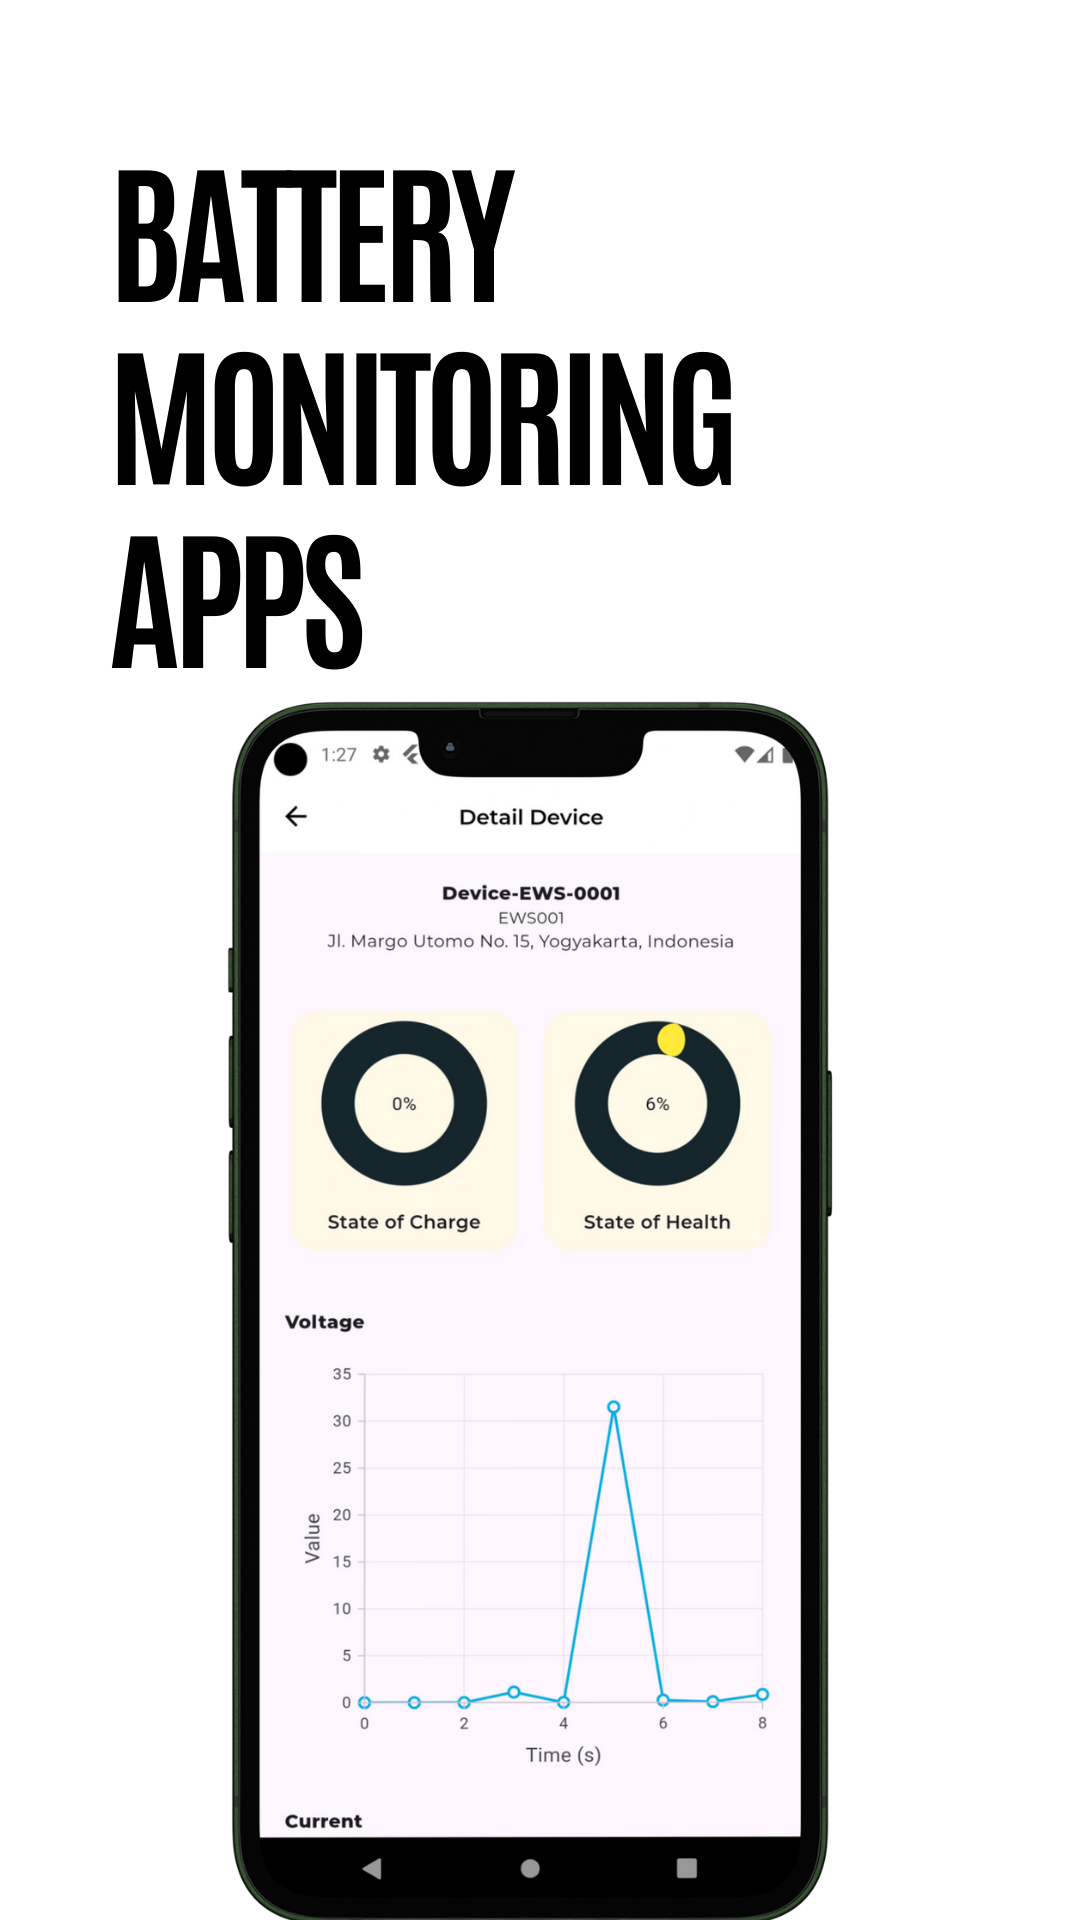 BATTERY
MONITORING
APPS
1:27
Detail Device
Device-EWS-0001
EWS001
Jl. Margo Utomo No. 15, Yogyakarta, Indonesia
0%
6%
State of Charge
State of Health
Voltage
35
30
25
20
15
10
5
0
Value
0
2
4
6
8
Time (s)
Current